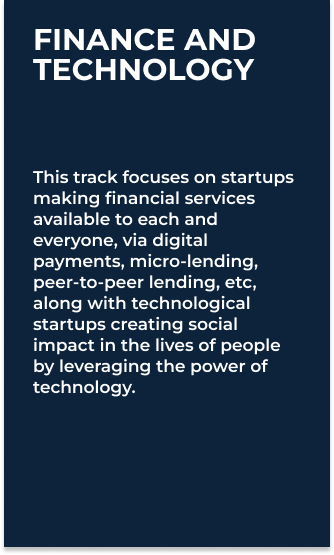 FINANCE AND
TECHNOLOGY
This track focuses on startups
making financial services
available to each and
everyone, via digital
payments, micro-lending,
peer-to-peer lending, etc,
along with technological
startups creating social
impact in the lives of people
by leveraging the power of
technology.